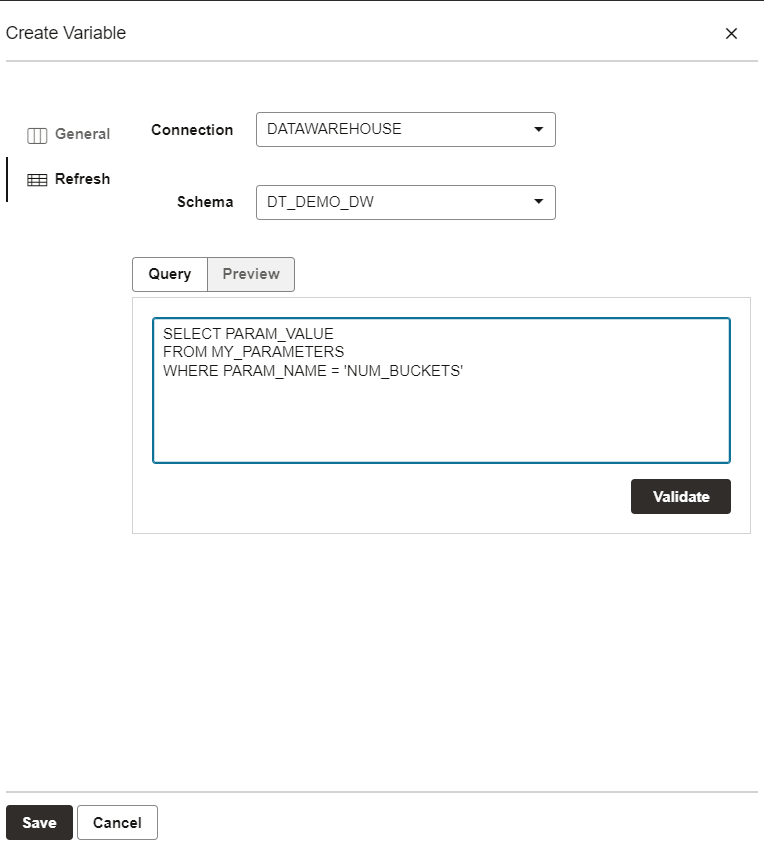 Create Variable
General
Connection
DATAWAREHOUSE
Refresh
Schema
DT_DEMO_DW
Query
Preview
SELECT PARAM_VALUE
FROM MY_PARAMETERS
WHERE PARAM_NAME = 'NUM_BUCKETS'
Validate
Save
Cancel